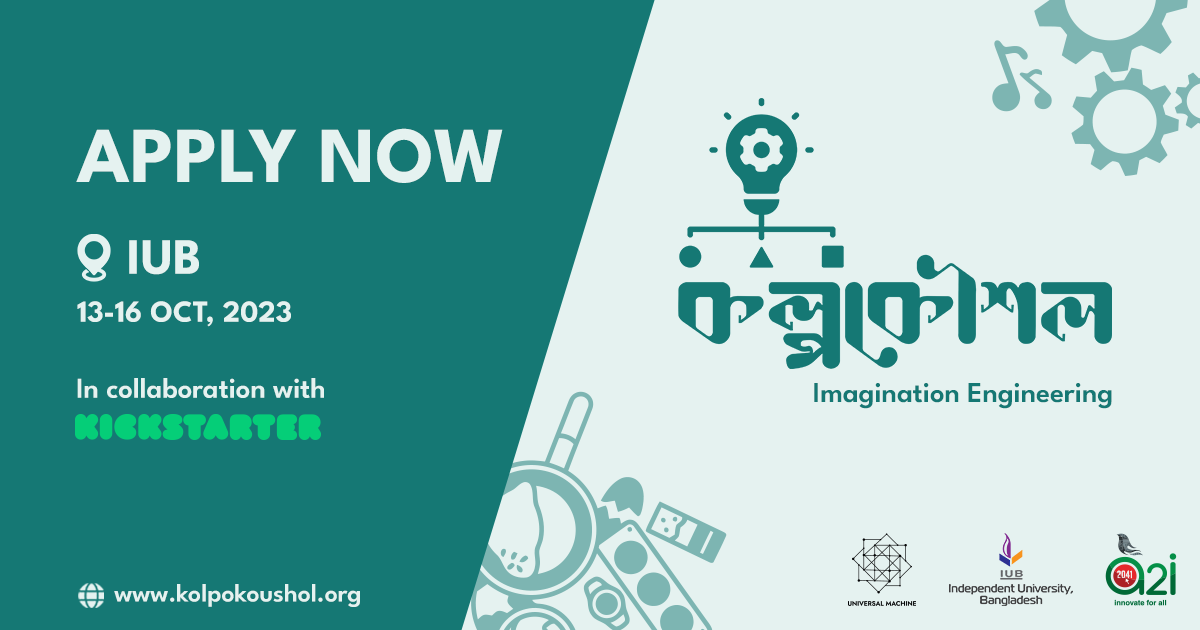 APPLY NOW
IUB
13-16 OCT, 2023
In collaboration with
KICKSTARTER
www.kolpokoushol.org
কল্পকৌশল
Imagination Engineering
UNIVERSAL MACHINE
IUB
Independent University,
Bangladesh
2041
a2i
innovate for all